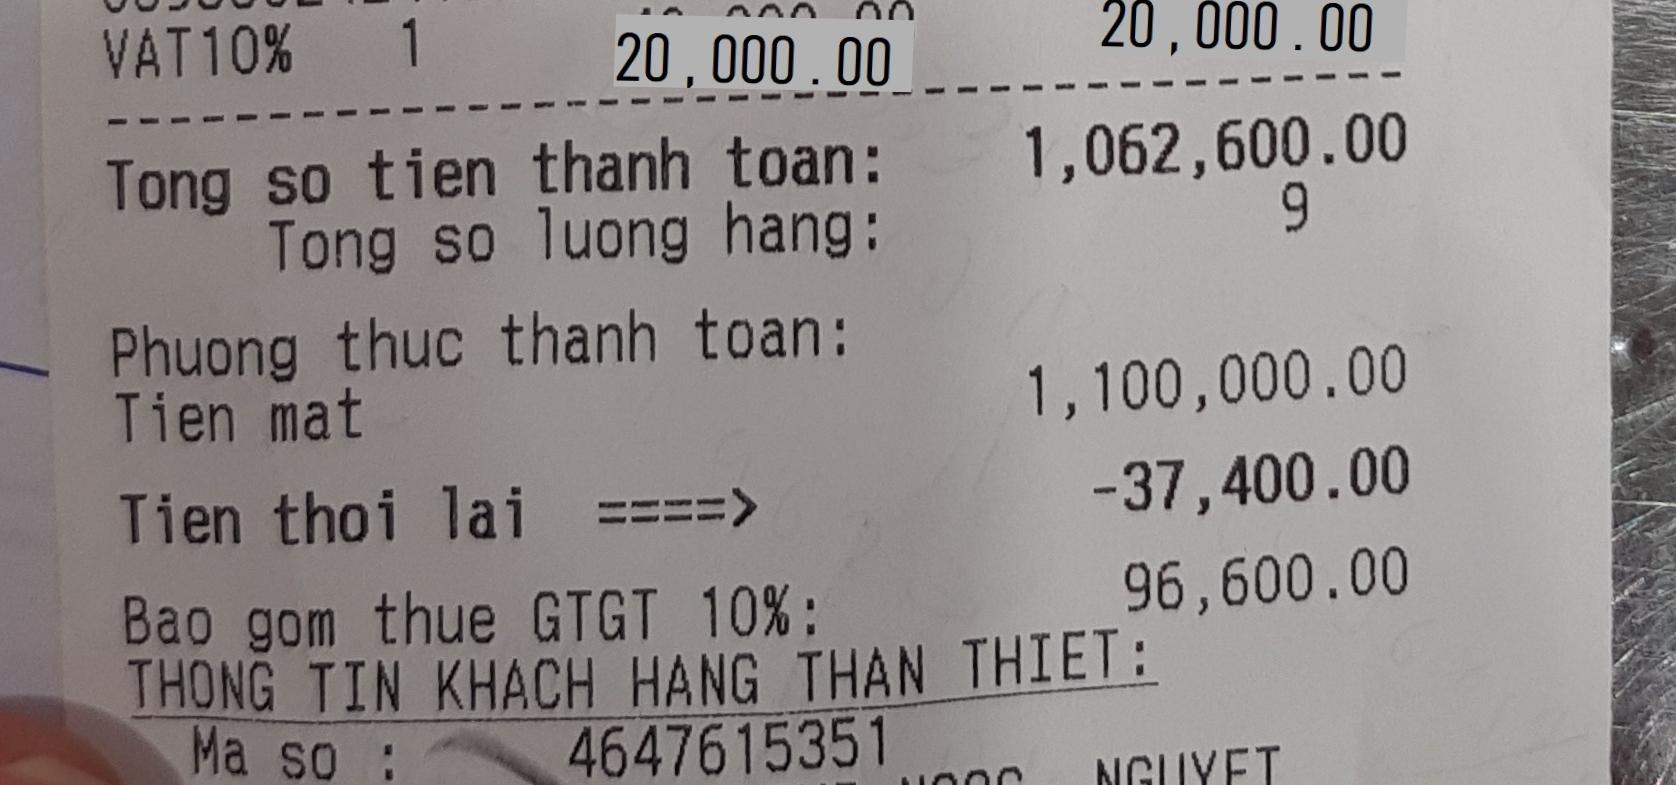 VAT10% 1 20,000.00 20,000.00
Tong so tien thanh toan: 1,062,600.00
Tong so luong hang: 9
Phuong thuc thanh toan:
Tien mat 1,100,000.00
Tien thoi lai ====> -37,400.00
Bao gom thue GTGT 10%: 96,600.00
THONG TIN KHACH HANG THAN THIET:
Ma so : 4647615351
NGUYET